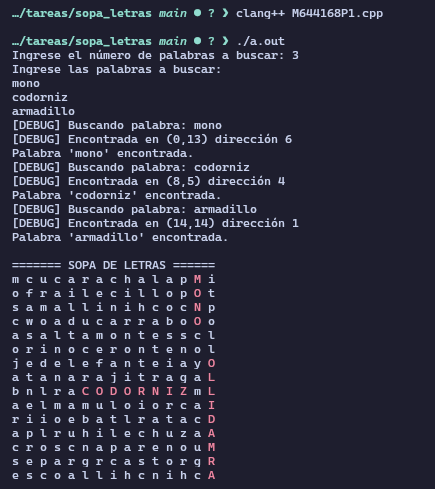 …/tareas/sopa_letras main ● ? ❯ clang++ M644168P1.cpp
…/tareas/sopa_letras main ● ? ❯ ./a.out
Ingrese el número de palabras a buscar: 3
Ingrese las palabras a buscar:
mono
codorniz
armadillo
[DEBUG] Buscando palabra: mono
[DEBUG] Encontrada en (0,13) dirección 6
Palabra 'mono' encontrada.
[DEBUG] Buscando palabra: codorniz
[DEBUG] Encontrada en (8,5) dirección 4
Palabra 'codorniz' encontrada.
[DEBUG] Buscando palabra: armadillo
[DEBUG] Encontrada en (14,14) dirección 1
Palabra 'armadillo' encontrada.
======= SOPA DE LETRAS ======
m c u c a r a c h a l a p M i
o f r a i l e c i l l o p O t
s a m a l l i n i h c o c N p
c w o a d u c a r r a b o O o
a s a l t a m o n t e s s c l
o r i n o c e r o n t e n o l
j e d e l e f a n t e i a y O
a t a n a r a j i t r a g a L
b n l r a C O D O R N I Z m L
a e l m a m u l o i o r c a I
r i i o e b a t l r a t a c D
a p l r u h i l e c h u z a A
c r o s c n a p a r e n o u M
s e p a r g r c a s t o r g R
e s c o a l l i h c n i h c A